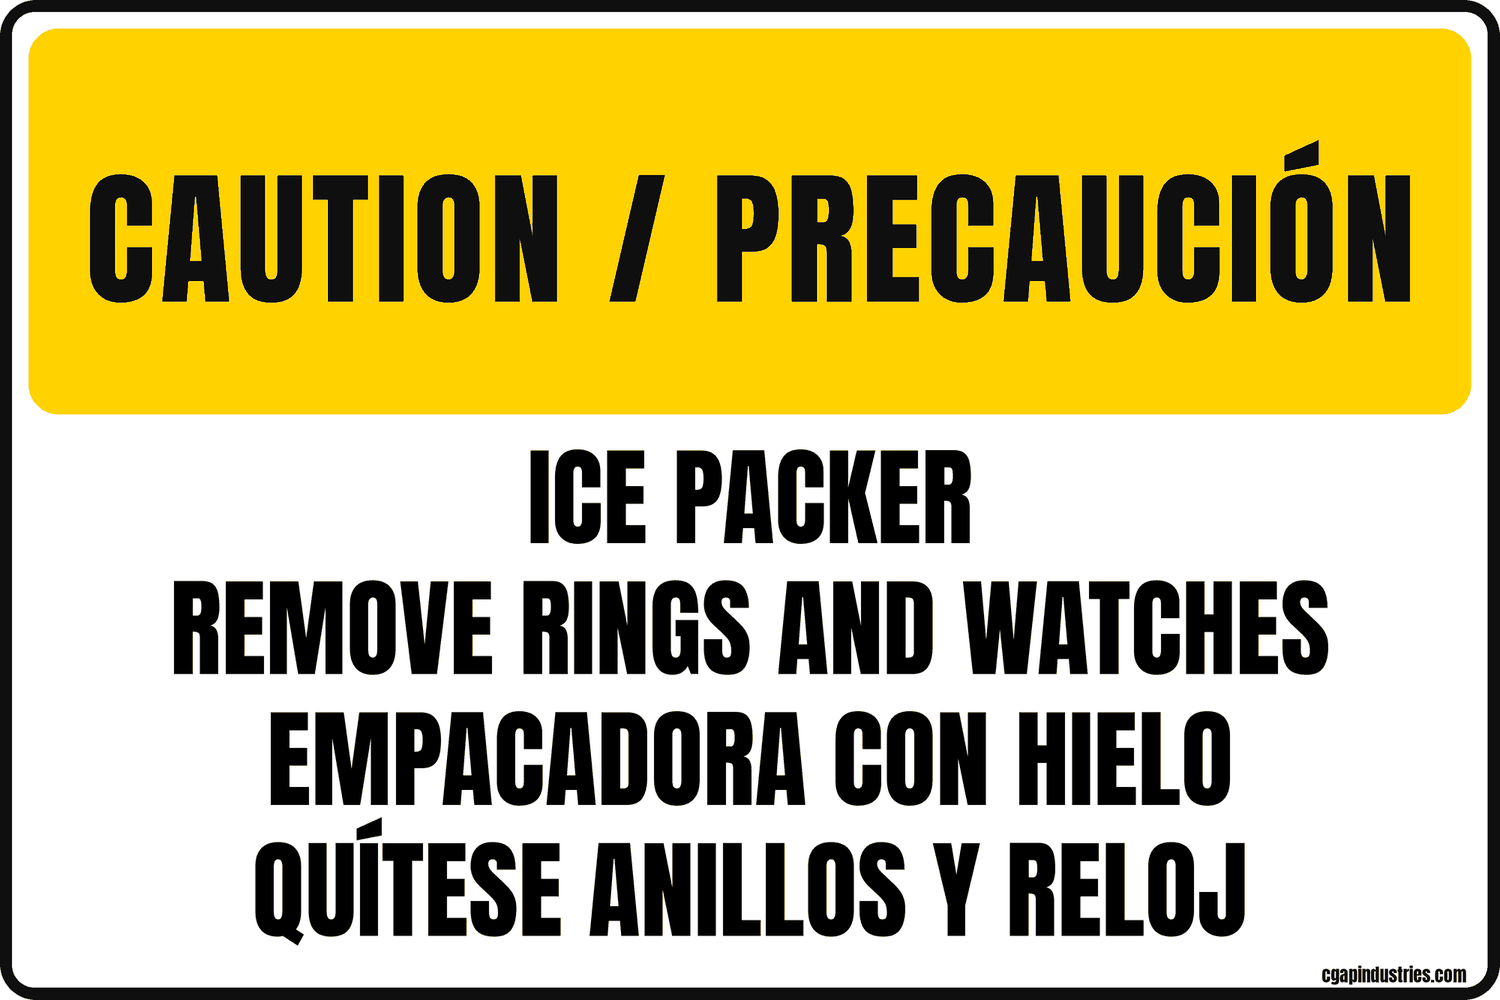 CAUTION / PRECAUCIÓN
ICE PACKER
REMOVE RINGS AND WATCHES
EMPACADORA CON HIELO
QUÍTESE ANILLOS Y RELOJ
cgapindustries.com